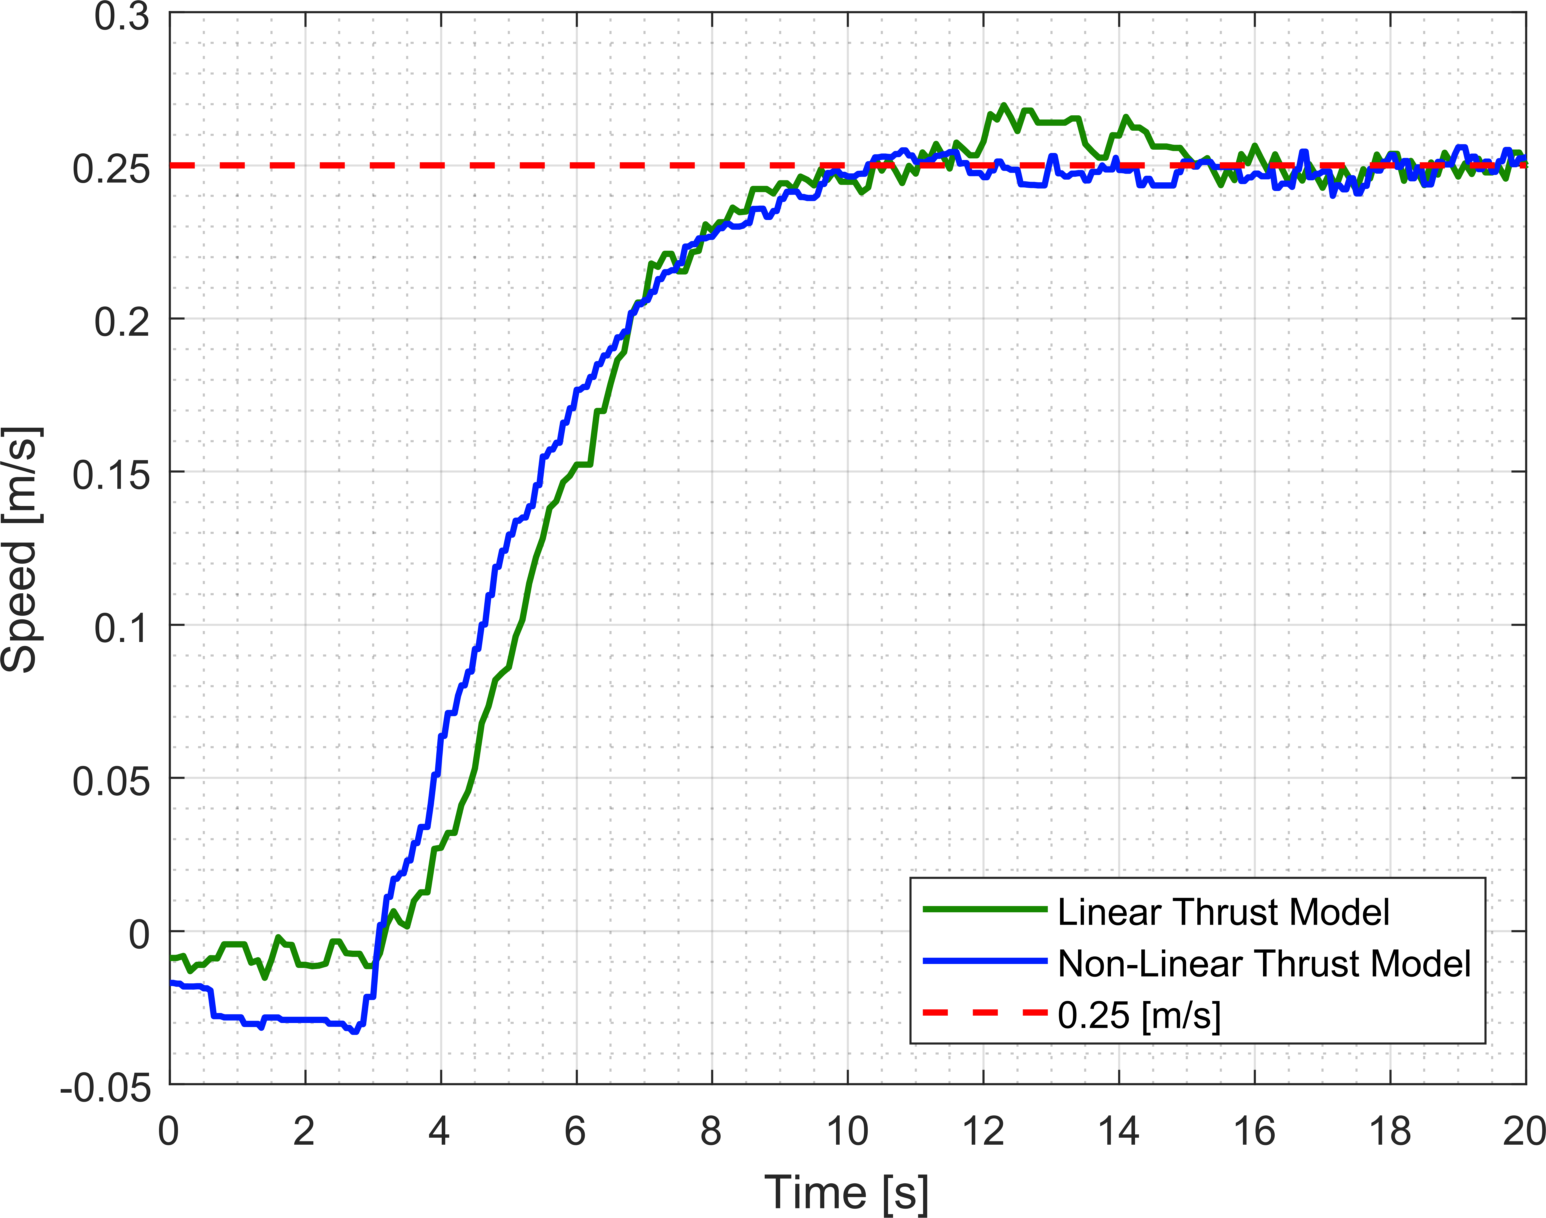 0.3
0.25
0.2
0.15
0.1
0.05
0
-0.05
Speed [m/s]
Linear Thrust Model
Non-Linear Thrust Model
0.25 [m/s]
0 2 4 6 8 10 12 14 16 18 20
Time [s]